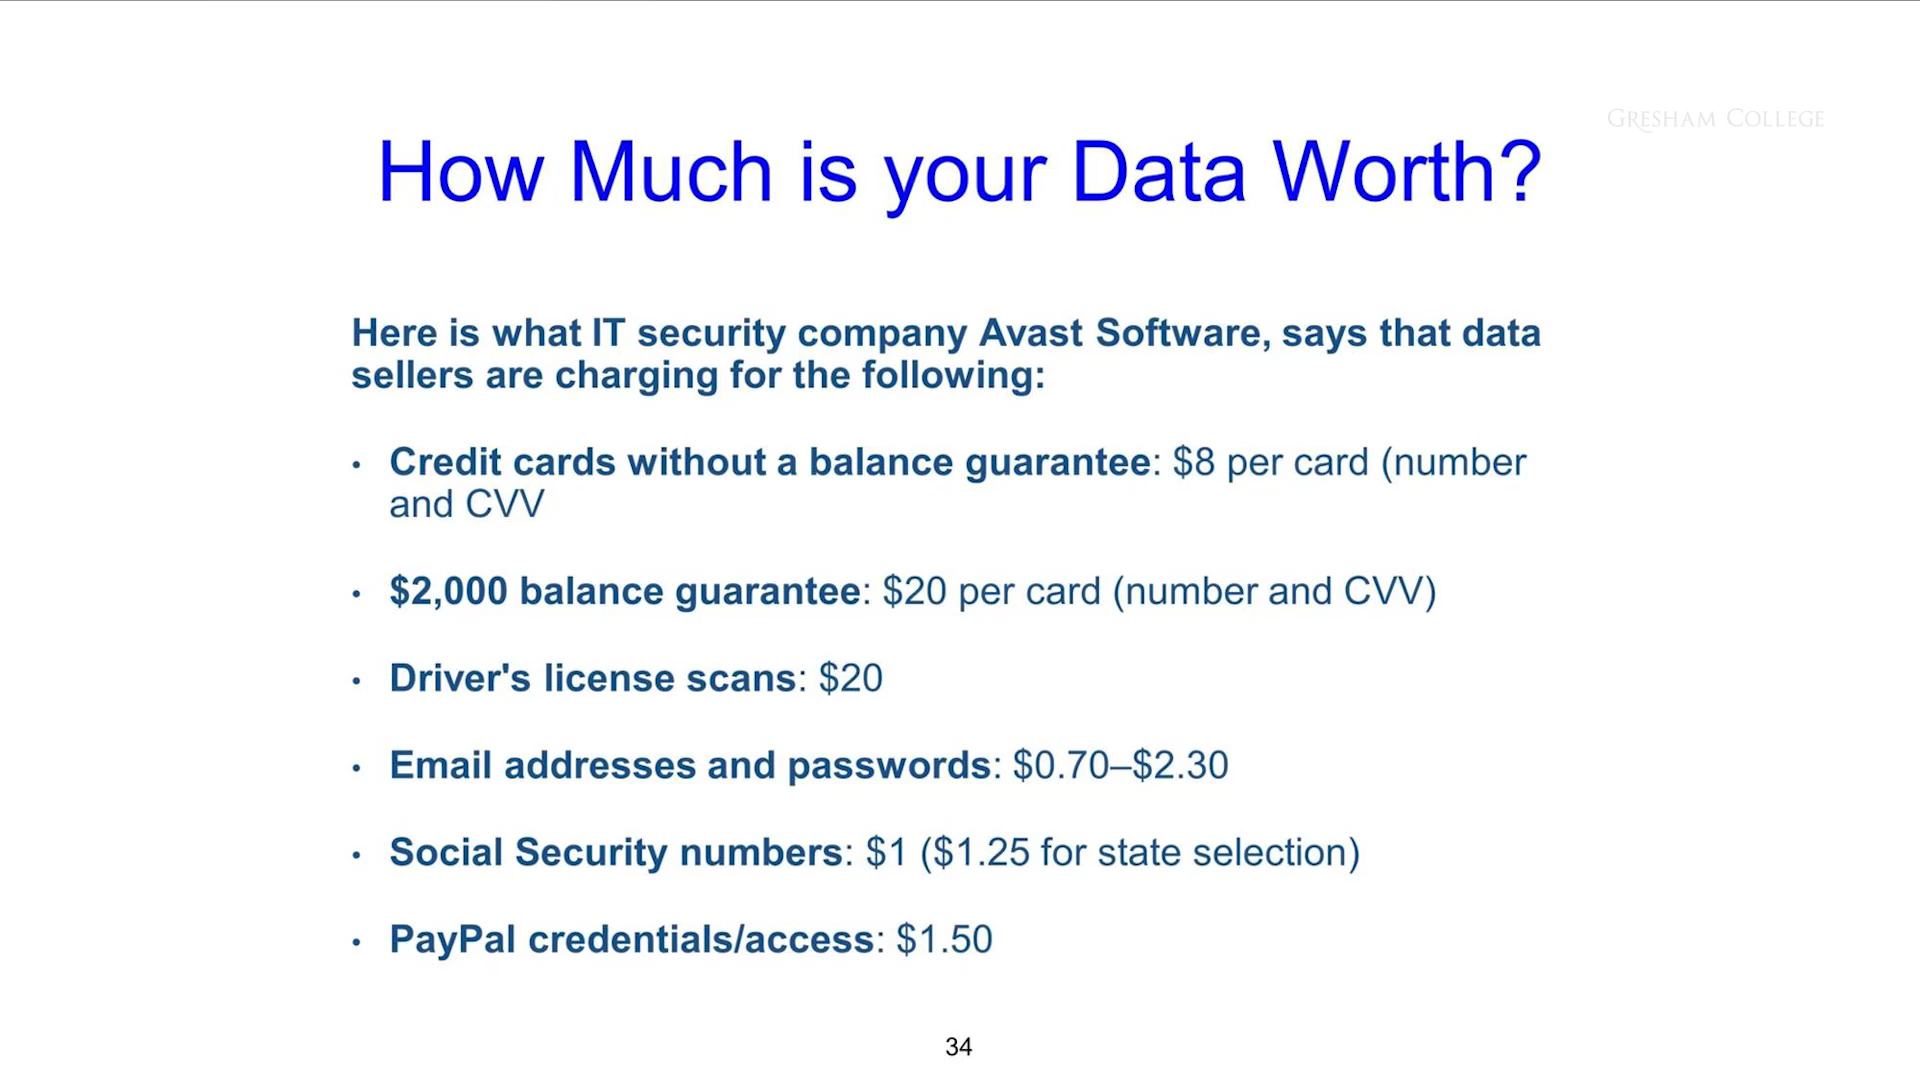 GRESHAM COLLEGE
How Much is your Data Worth?
Here is what IT security company Avast Software, says that data
sellers are charging for the following:
• Credit cards without a balance guarantee: $8 per card (number
and CVV
• $2,000 balance guarantee: $20 per card (number and CVV)
• Driver's license scans: $20
• Email addresses and passwords: $0.70–$2.30
• Social Security numbers: $1 ($1.25 for state selection)
• PayPal credentials/access: $1.50
34